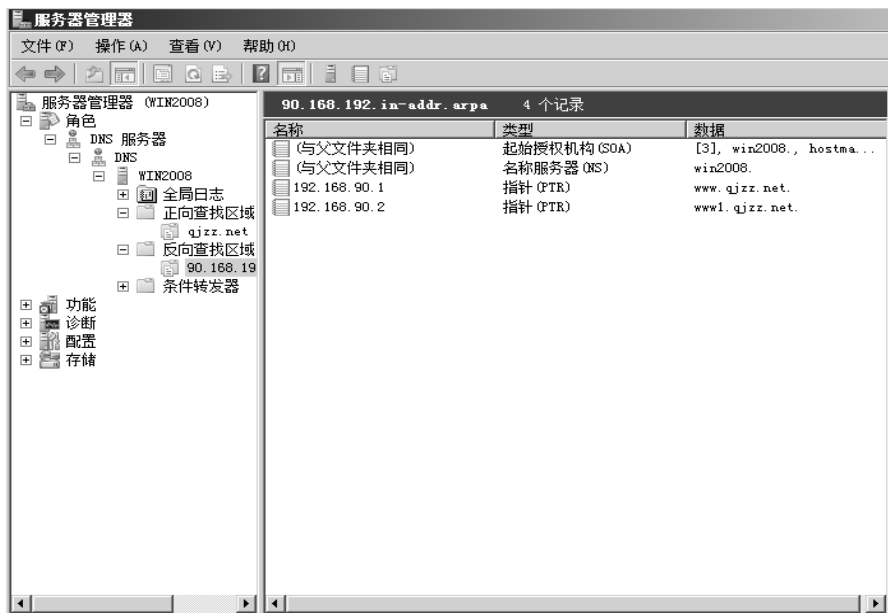 服务器管理器
文件(F) 操作(A) 查看(V) 帮助(H)
服务器管理器 (WIN2008)
角色
DNS 服务器
DNS
WIN2008
全局日志
正向查找区域
qjzz.net
反向查找区域
90.168.19
条件转发器
功能
诊断
配置
存储
90.168.192.in-addr.arpa 4 个记录
名称 类型 数据
(与父文件夹相同) 起始授权机构(SOA) [3], win2008., hostma...
(与父文件夹相同) 名称服务器(NS) win2008.
192.168.90.1 指针(PTR) www.qjzz.net.
192.168.90.2 指针(PTR) www1.qjzz.net.